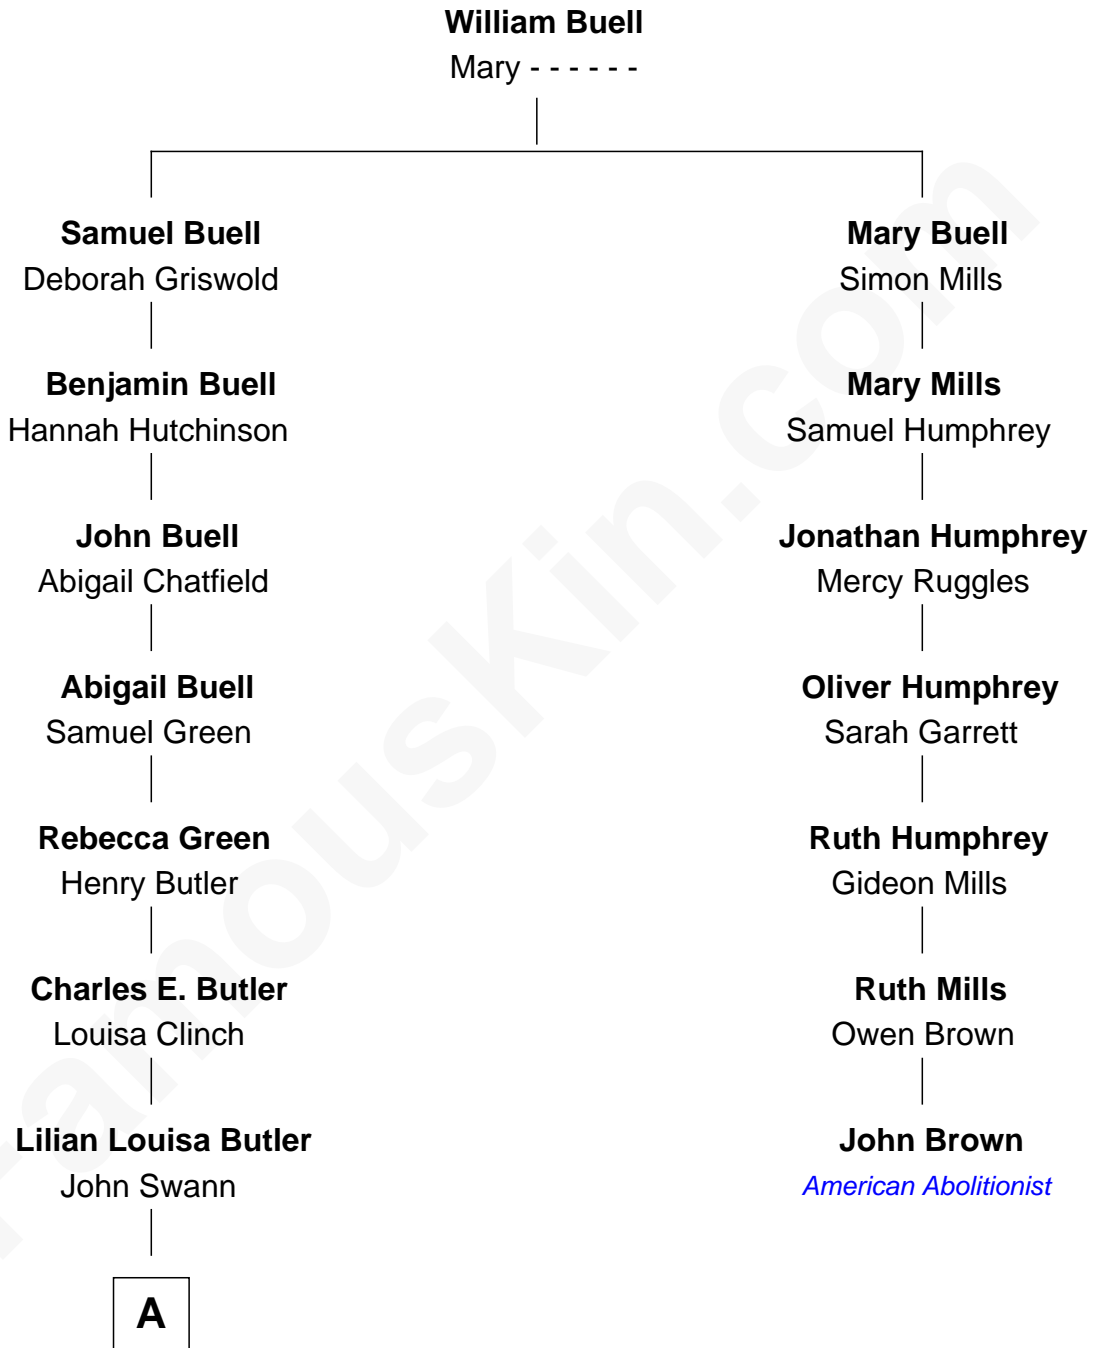 William Buell
Mary - - - - - -
Samuel Buell
Deborah Griswold
Mary Buell
Simon Mills
Benjamin Buell
Hannah Hutchinson
Mary Mills
Samuel Humphrey
John Buell
Abigail Chatfield
Jonathan Humphrey
Mercy Ruggles
Abigail Buell
Samuel Green
Oliver Humphrey
Sarah Garrett
Rebecca Green
Henry Butler
Ruth Humphrey
Gideon Mills
Charles E. Butler
Louisa Clinch
Ruth Mills
Owen Brown
Lilian Louisa Butler
John Swann
John Brown
American Abolitionist
A
FamousKin.com